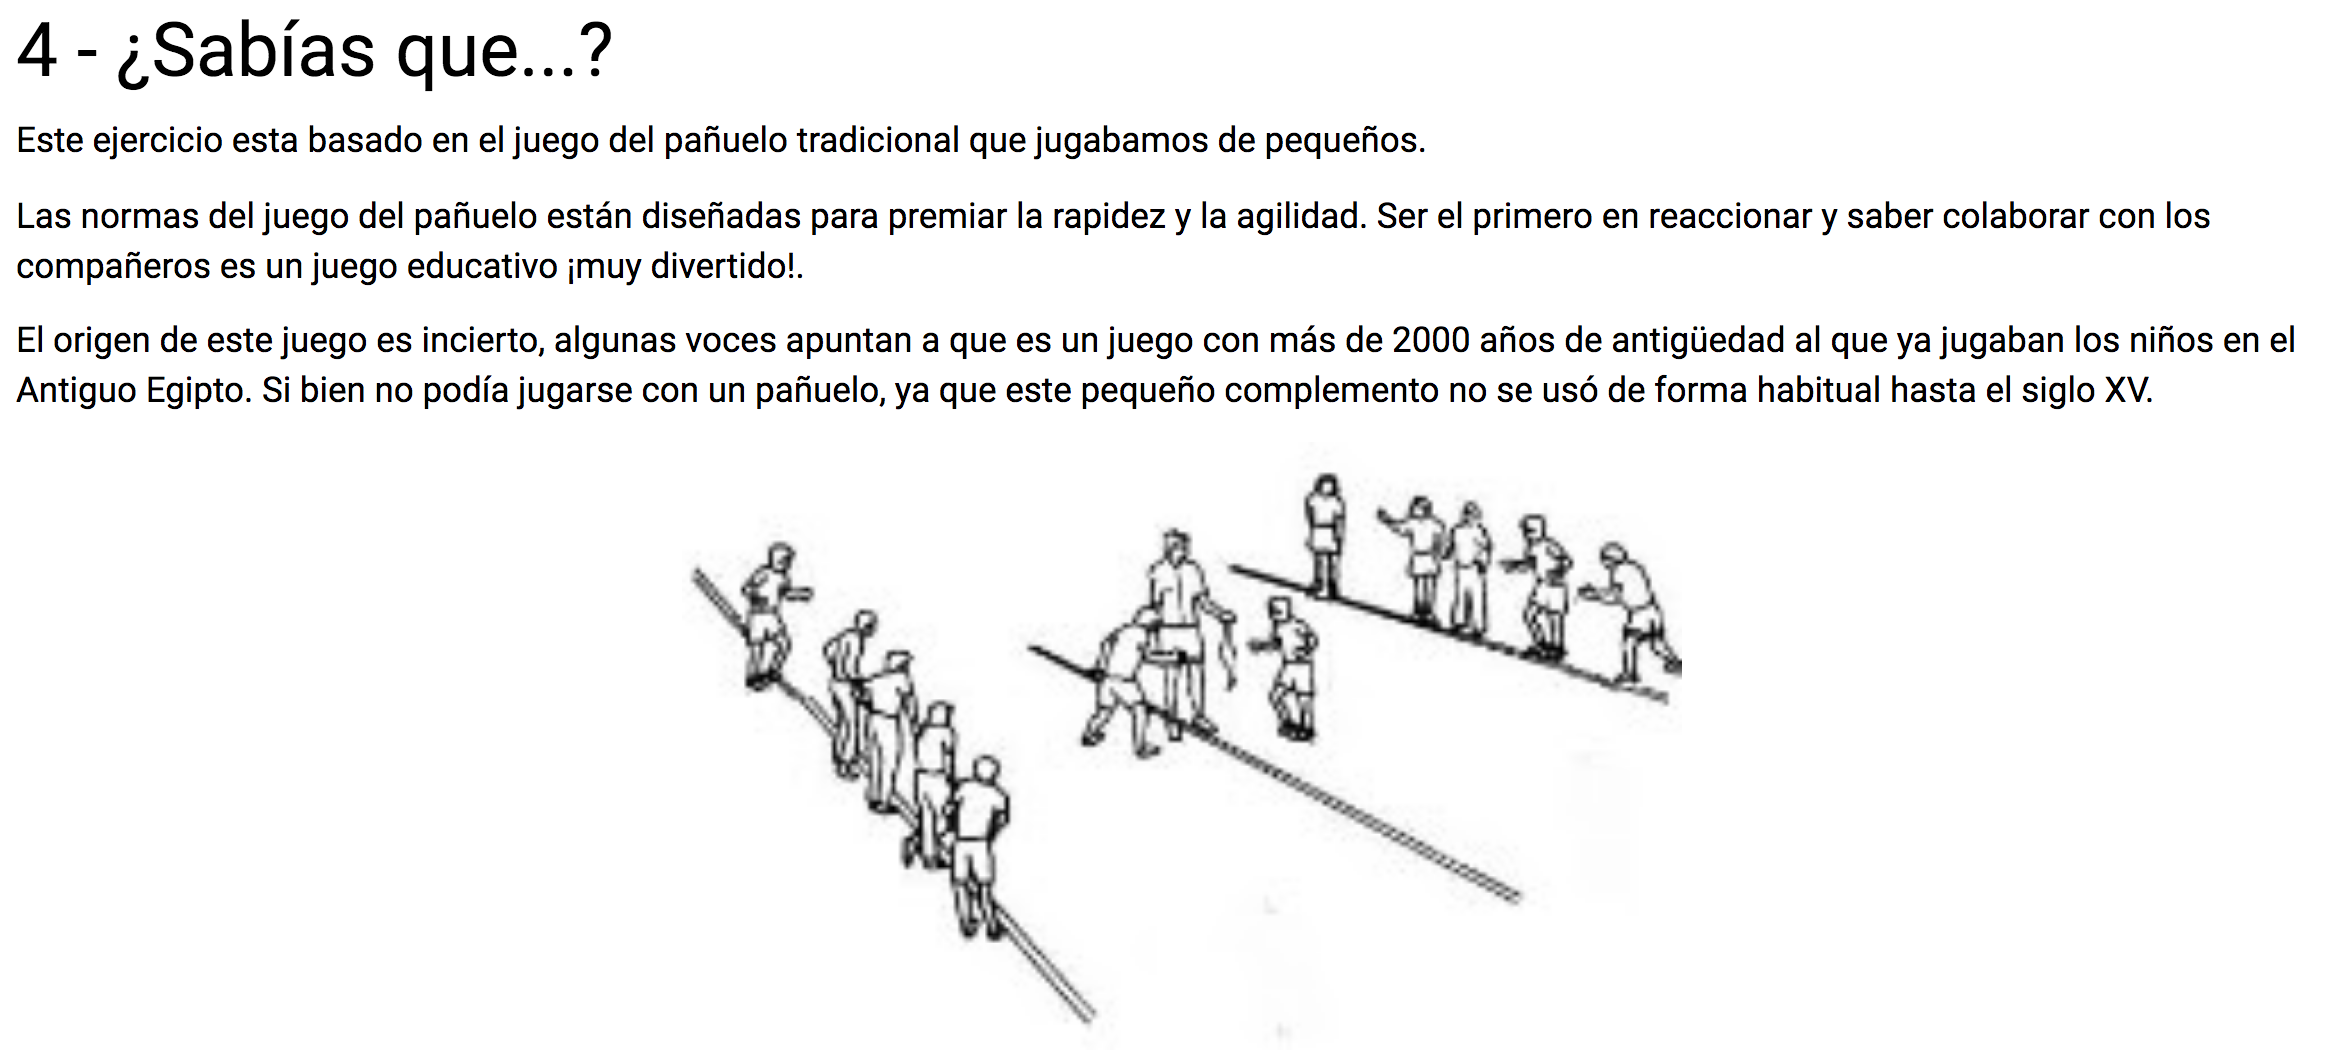 4 - ¿Sabías que...?
Este ejercicio esta basado en el juego del pañuelo tradicional que jugabamos de pequeños.
Las normas del juego del pañuelo están diseñadas para premiar la rapidez y la agilidad. Ser el primero en reaccionar y saber colaborar con los
compañeros es un juego educativo ¡muy divertido!.
El origen de este juego es incierto, algunas voces apuntan a que es un juego con más de 2000 años de antigüedad al que ya jugaban los niños en el
Antiguo Egipto. Si bien no podía jugarse con un pañuelo, ya que este pequeño complemento no se usó de forma habitual hasta el siglo XV.